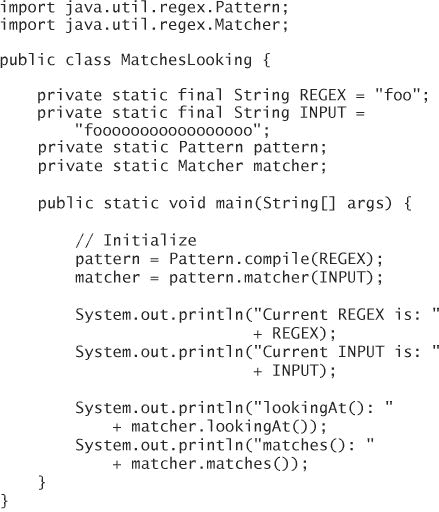 import java.util.regex.Pattern;
import java.util.regex.Matcher;
public class MatchesLooking {
private static final String REGEX = "foo";
private static final String INPUT =
"fooooooooooooooooo";
private static Pattern pattern;
private static Matcher matcher;
public static void main(String[] args) {
// Initialize
pattern = Pattern.compile(REGEX);
matcher = pattern.matcher(INPUT);
System.out.println("Current REGEX is: "
+ REGEX);
System.out.println("Current INPUT is: "
+ INPUT);
System.out.println("lookingAt(): "
+ matcher.lookingAt());
System.out.println("matches(): "
+ matcher.matches());
}
}